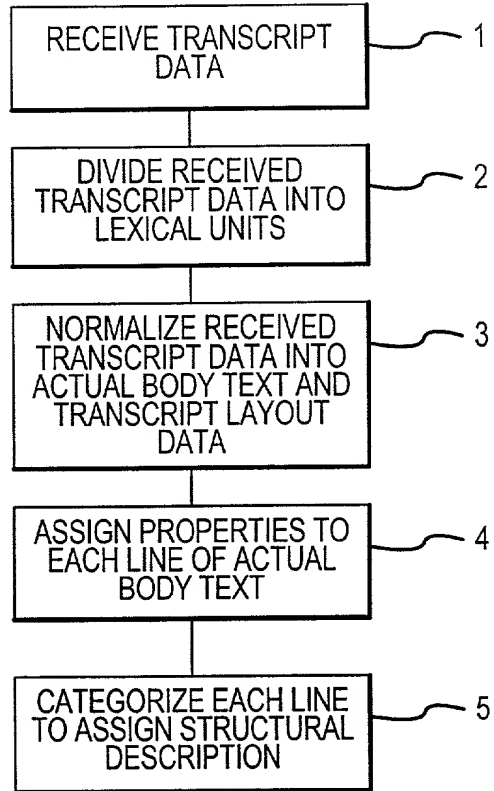 RECEIVE TRANSCRIPT
DATA
1
DIVIDE RECEIVED
TRANSCRIPT DATA INTO
LEXICAL UNITS
2
NORMALIZE RECEIVED
TRANSCRIPT DATA INTO
ACTUAL BODY TEXT AND
TRANSCRIPT LAYOUT
DATA
3
ASSIGN PROPERTIES TO
EACH LINE OF ACTUAL
BODY TEXT
4
CATEGORIZE EACH LINE
TO ASSIGN STRUCTURAL
DESCRIPTION
5